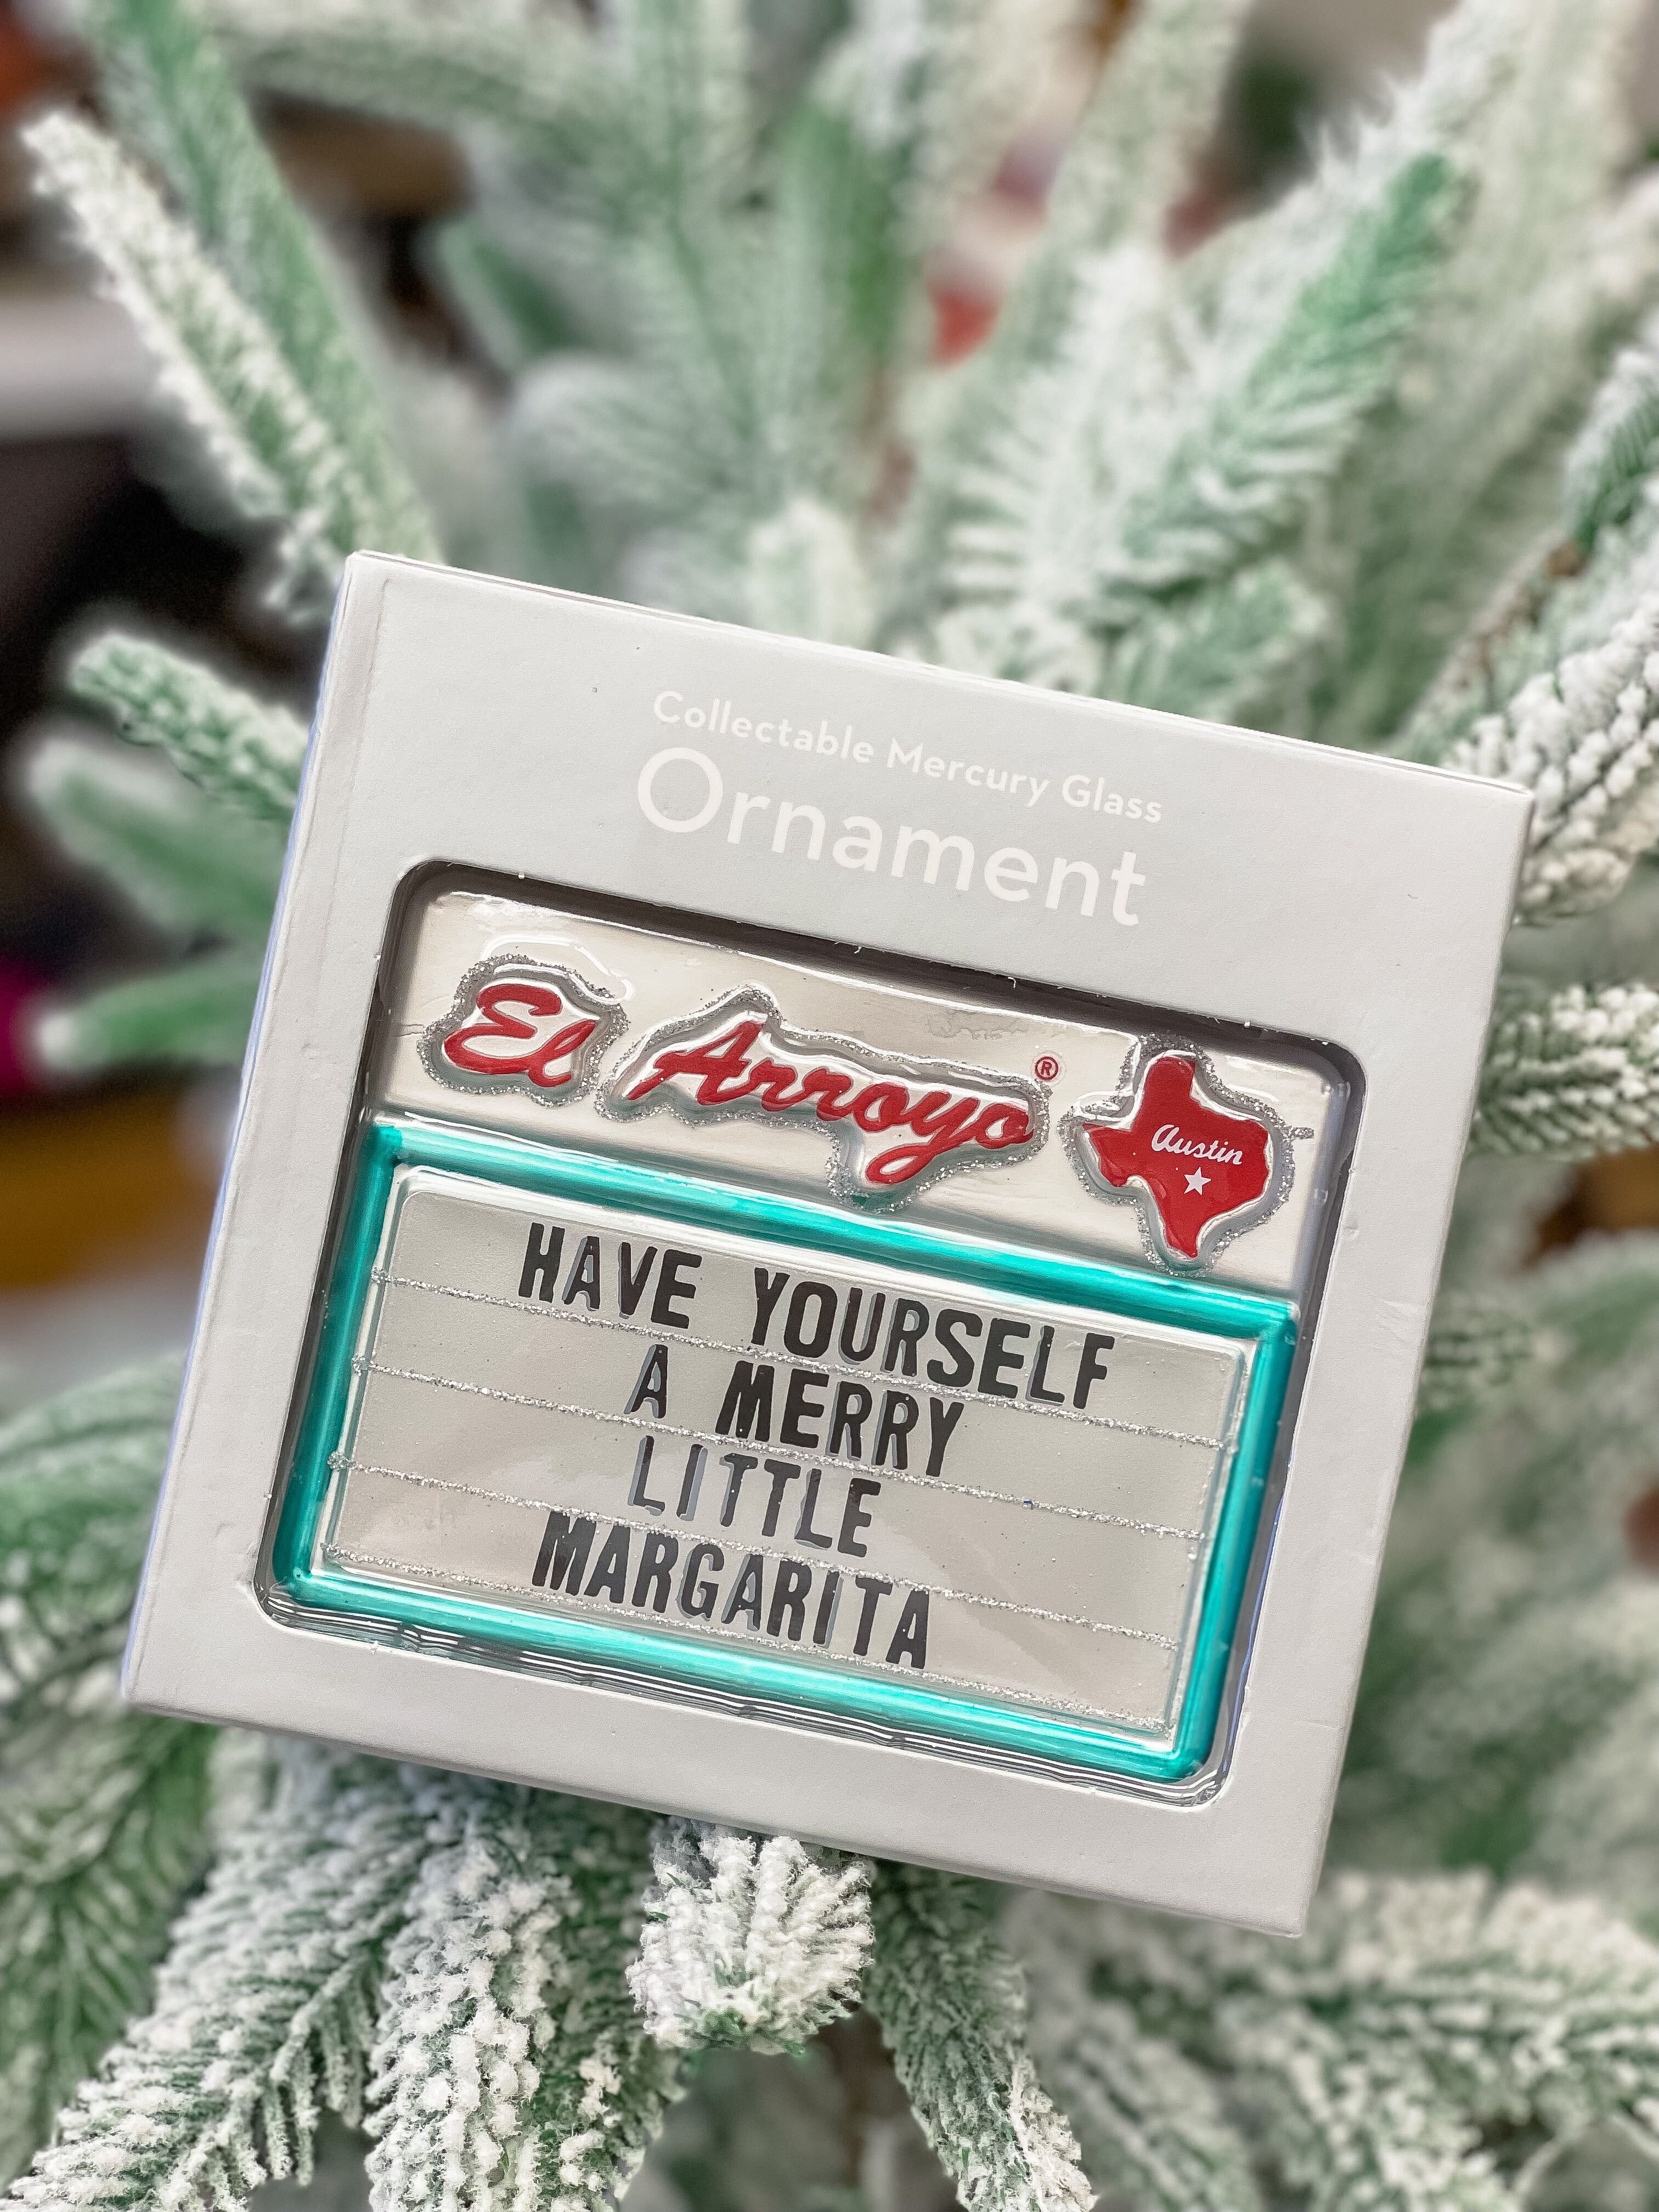 Collectable Mercury Glass
Ornament
El Arroyo®
Austin
HAVE YOURSELF
A MERRY
LITTLE
MARGARITA